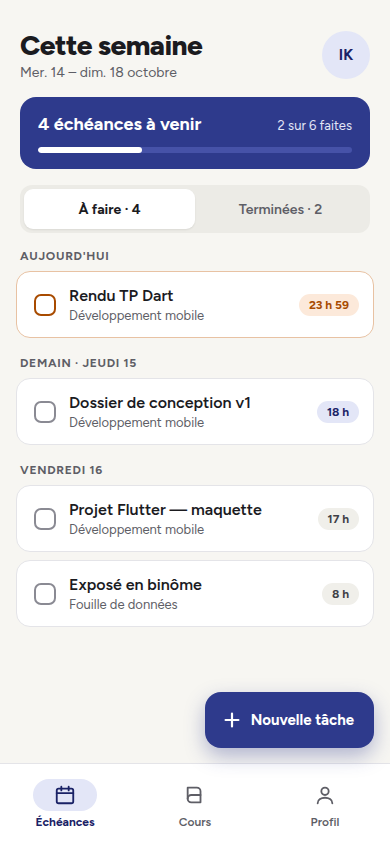 Cette semaine
Mer. 14 – dim. 18 octobre
IK
4 échéances à venir
2 sur 6 faites
À faire · 4
Terminées · 2
AUJOURD'HUI
Rendu TP Dart
Développement mobile
23 h 59
DEMAIN · JEUDI 15
Dossier de conception v1
Développement mobile
18 h
VENDREDI 16
Projet Flutter — maquette
Développement mobile
17 h
Exposé en binôme
Fouille de données
8 h
Nouvelle tâche
Échéances
Cours
Profil